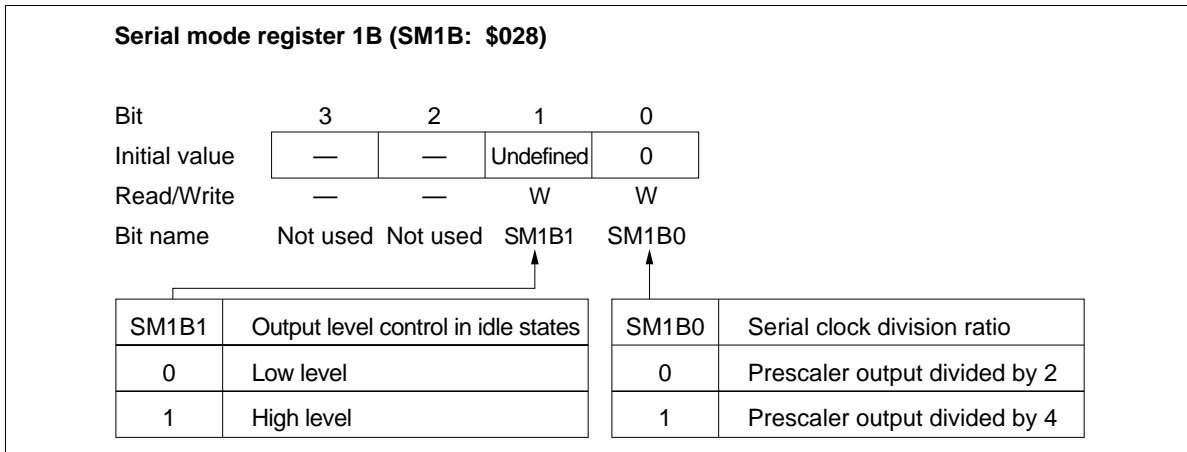 Serial mode register 1B (SM1B: $028)
Bit 3 2 1 0
Initial value — — Undefined 0
Read/Write — — W W
Bit name Not used Not used SM1B1 SM1B0
SM1B1 Output level control in idle states SM1B0 Serial clock division ratio
0 Low level 0 Prescaler output divided by 2
1 High level 1 Prescaler output divided by 4